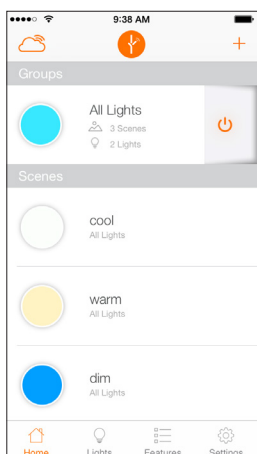 9:38 AM
Groups
All Lights
3 Scenes
2 Lights
Scenes
cool
All Lights
warm
All Lights
dim
All Lights
Home Lights Features Settings